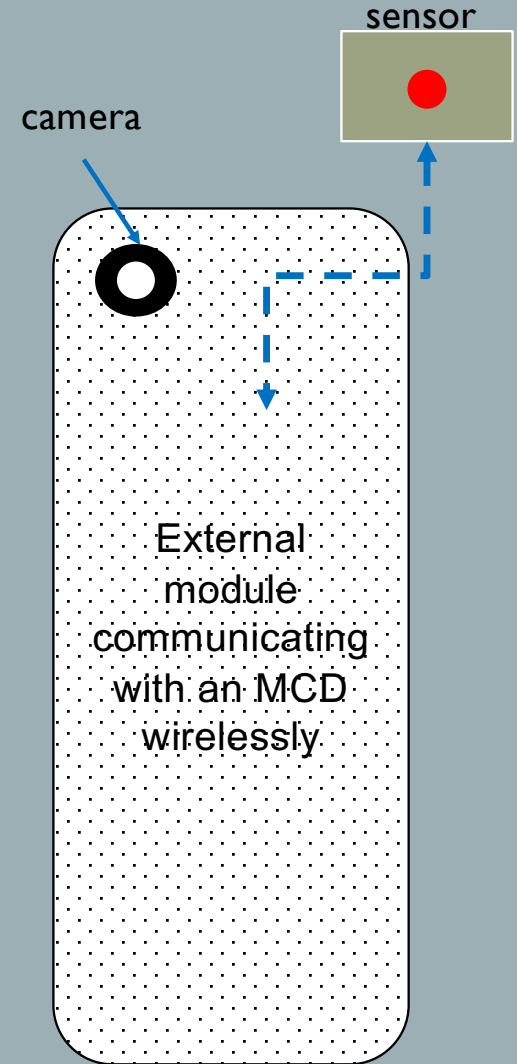 sensor
camera
External
module
communicating
with an MCD
wirelessly